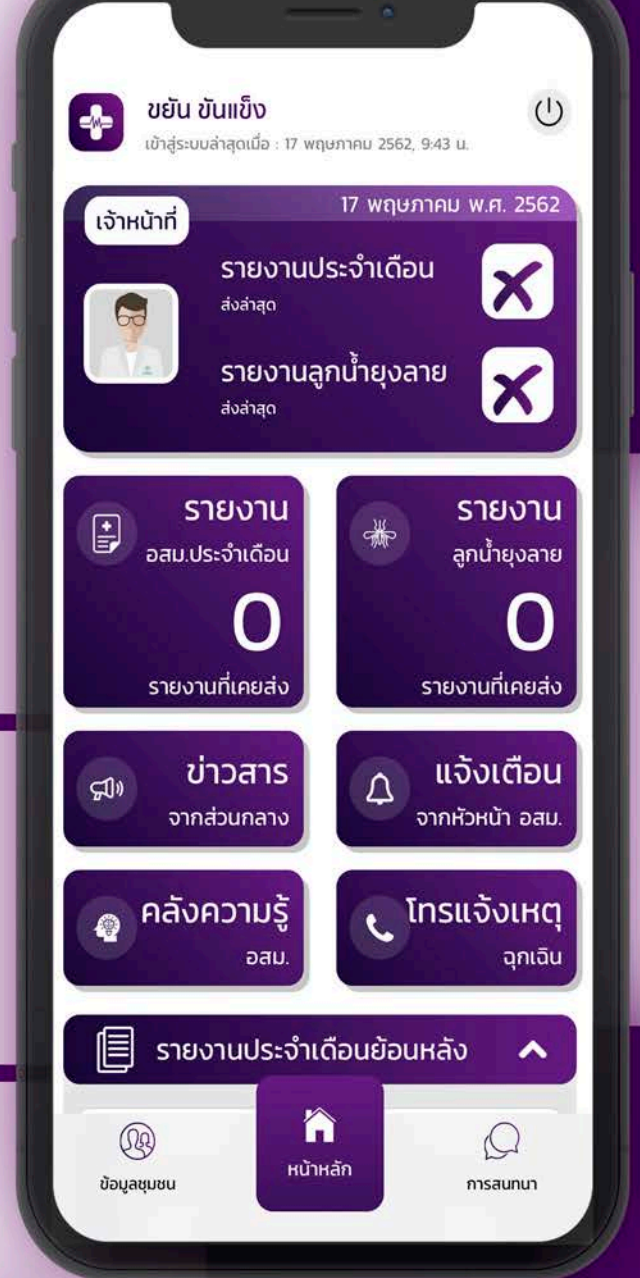 ขยัน ขันแข็ง
เข้าสู่ระบบล่าสุดเมื่อ : 17 พฤษภาคม 2562, 9:43 น.
17 พฤษภาคม พ.ศ. 2562
เจ้าหน้าที่
รายงานประจำเดือน
ส่งล่าสุด
รายงานลูกน้ำยุงลาย
ส่งล่าสุด
รายงาน
อสม.ประจำเดือน
0
รายงานที่เคยส่ง
รายงาน
ลูกน้ำยุงลาย
0
รายงานที่เคยส่ง
ข่าวสาร
จากส่วนกลาง
แจ้งเตือน
จากหัวหน้า อสม.
คลังความรู้
อสม.
โทรแจ้งเหตุ
ฉุกเฉิน
รายงานประจำเดือนย้อนหลัง
ข้อมูลชุมชน
หน้าหลัก
การสนทนา